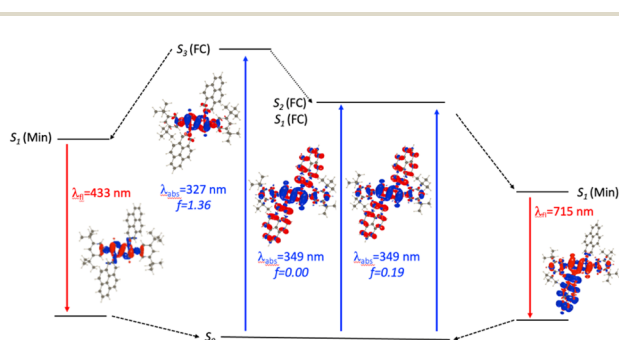 S3 (FC)
S2 (FC)
S1 (FC)
S1 (Min)
λfl=433 nm
λabs=327 nm
f=1.36
λabs=349 nm
f=0.00
λabs=349 nm
f=0.19
S1 (Min)
λfl=715 nm
S0